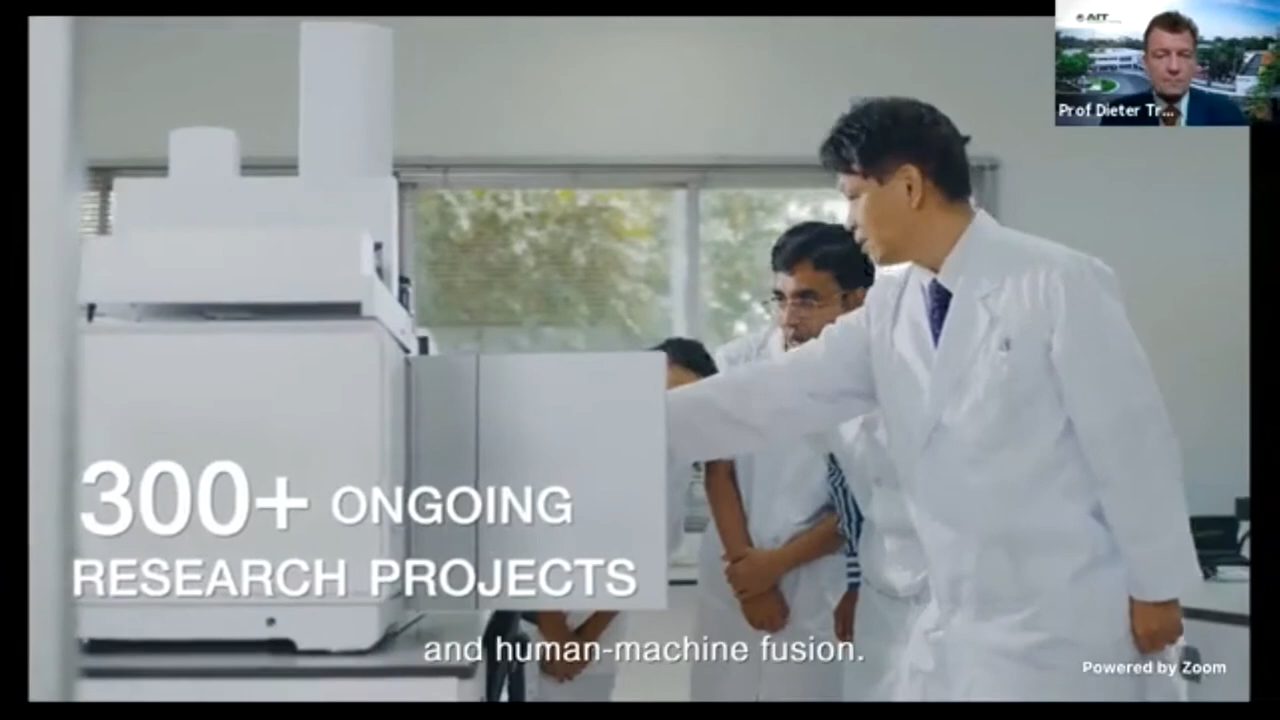 AIT
Prof Dieter Tr...
300+ ONGOING
RESEARCH PROJECTS
and human-machine fusion.
Powered by Zoom